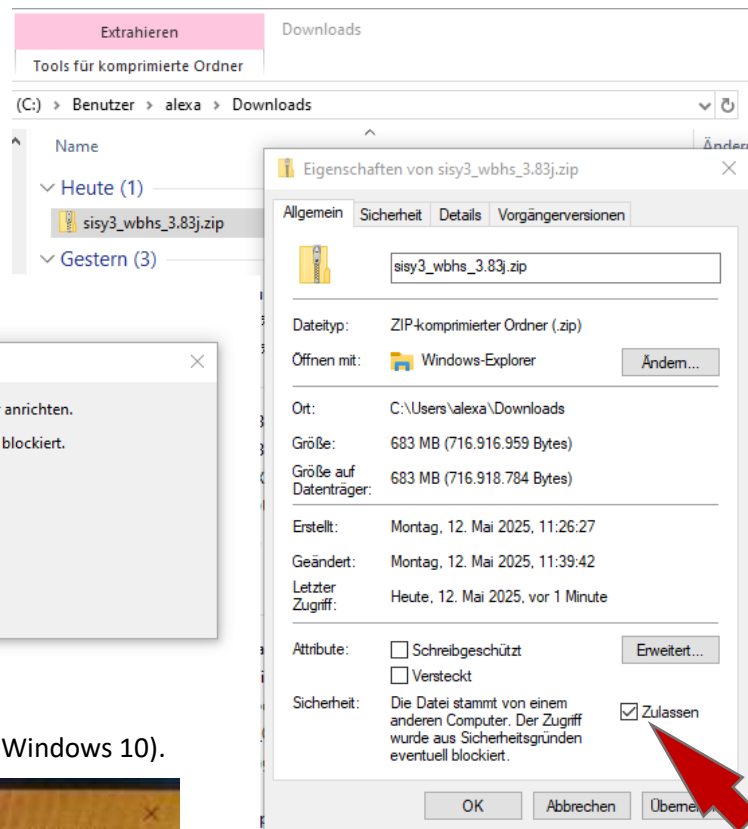 Extrahieren
Downloads
Tools für komprimierte Ordner
(C:) > Benutzer > alexa > Downloads
Name
Heute (1)
sisy3_wbhs_3.83j.zip
Gestern (3)
anrichten.
blockiert.
Windows 10).
Eigenschaften von sisy3_wbhs_3.83j.zip
Allgemein Sicherheit Details Vorgängerversionen
sisy3_wbhs_3.83j.zip
Dateityp: ZIP-komprimierter Ordner (.zip)
Öffnen mit: Windows-Explorer Ändern...
Ort: C:\Users\alexa\Downloads
Größe: 683 MB (716.916.959 Bytes)
Größe auf
Datenträger: 683 MB (716.918.784 Bytes)
Erstellt: Montag, 12. Mai 2025, 11:26:27
Geändert: Montag, 12. Mai 2025, 11:39:42
Letzter
Zugriff: Heute, 12. Mai 2025, vor 1 Minute
Attribute: Schreibgeschützt Erweitert...
Versteckt
Sicherheit: Die Datei stammt von einem
anderen Computer. Der Zugriff
wurde aus Sicherheitsgründen
eventuell blockiert.
Zulassen
OK Abbrechen